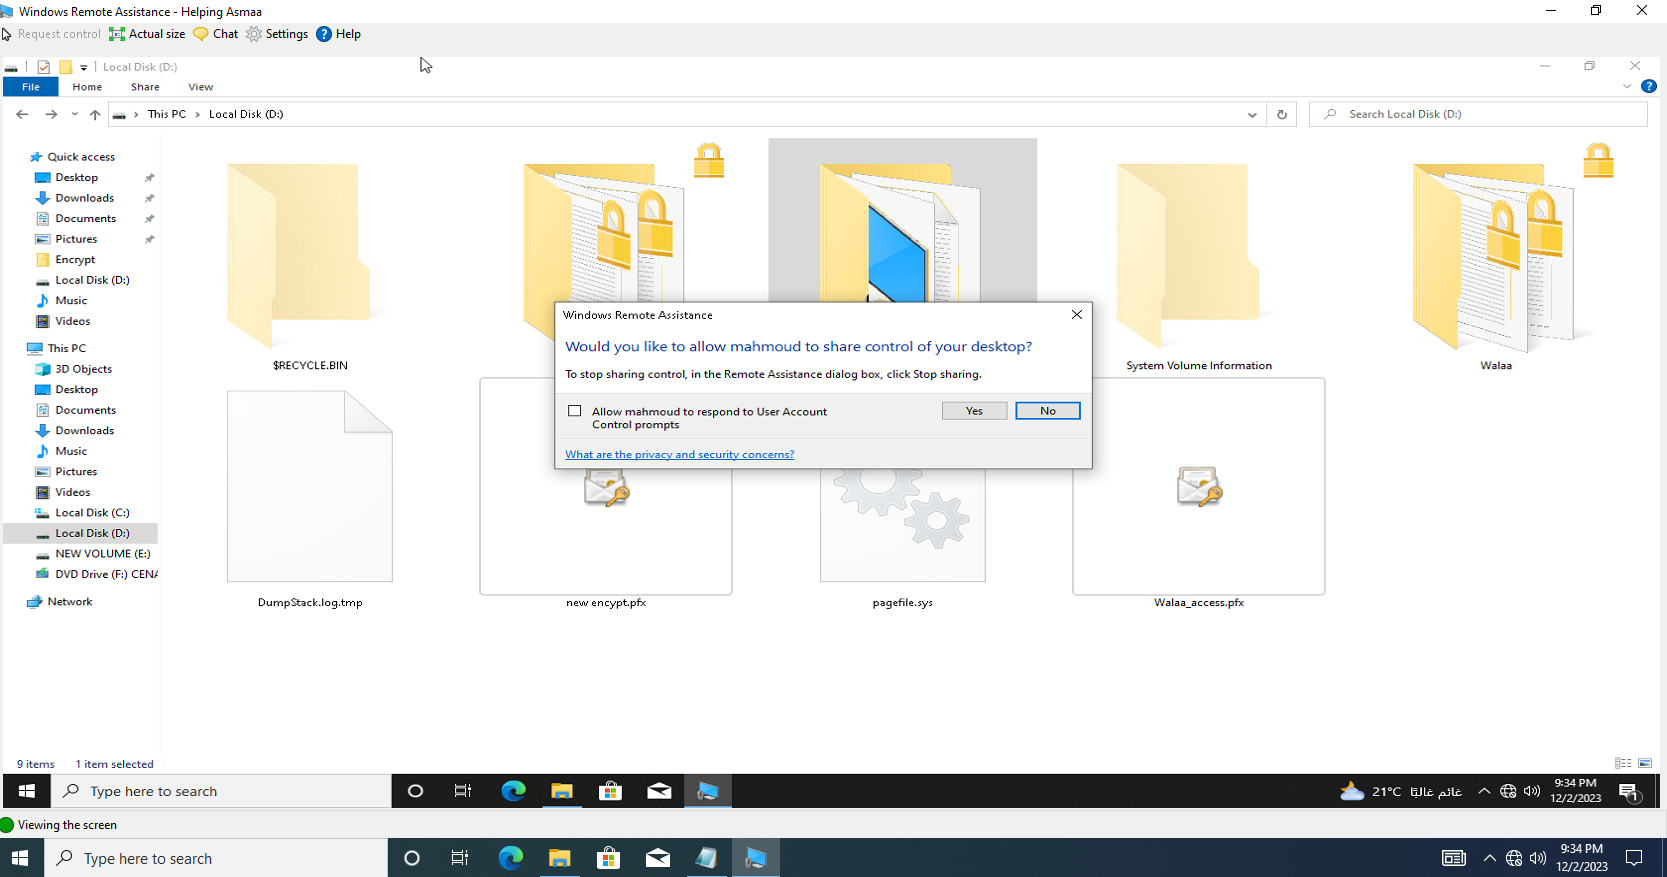 Windows Remote Assistance - Helping Asmaa
Request control Actual size Chat Settings ? Help
Local Disk (D:)
File Home Share View
This PC > Local Disk (D:) Search Local Disk (D:)
Quick access
Desktop
Downloads
Documents
Pictures
Encrypt
Local Disk (D:)
Music
Videos
This PC
3D Objects
Desktop
Documents
Downloads
Music
Pictures
Videos
Local Disk (C:)
Local Disk (D:)
NEW VOLUME (E:)
DVD Drive (F:) CENA
Network
$RECYCLE.BIN
System Volume Information
Walaa
Windows Remote Assistance
Would you like to allow mahmoud to share control of your desktop?
To stop sharing control, in the Remote Assistance dialog box, click Stop sharing.
Allow mahmoud to respond to User Account
Control prompts
Yes No
What are the privacy and security concerns?
DumpStack.log.tmp
new encypt.pfx
pagefile.sys
Walaa_access.pfx
9 items 1 item selected
Type here to search
21°C غائم غالبًا
9:34 PM
12/2/2023
1
Viewing the screen
Type here to search
9:34 PM
12/2/2023